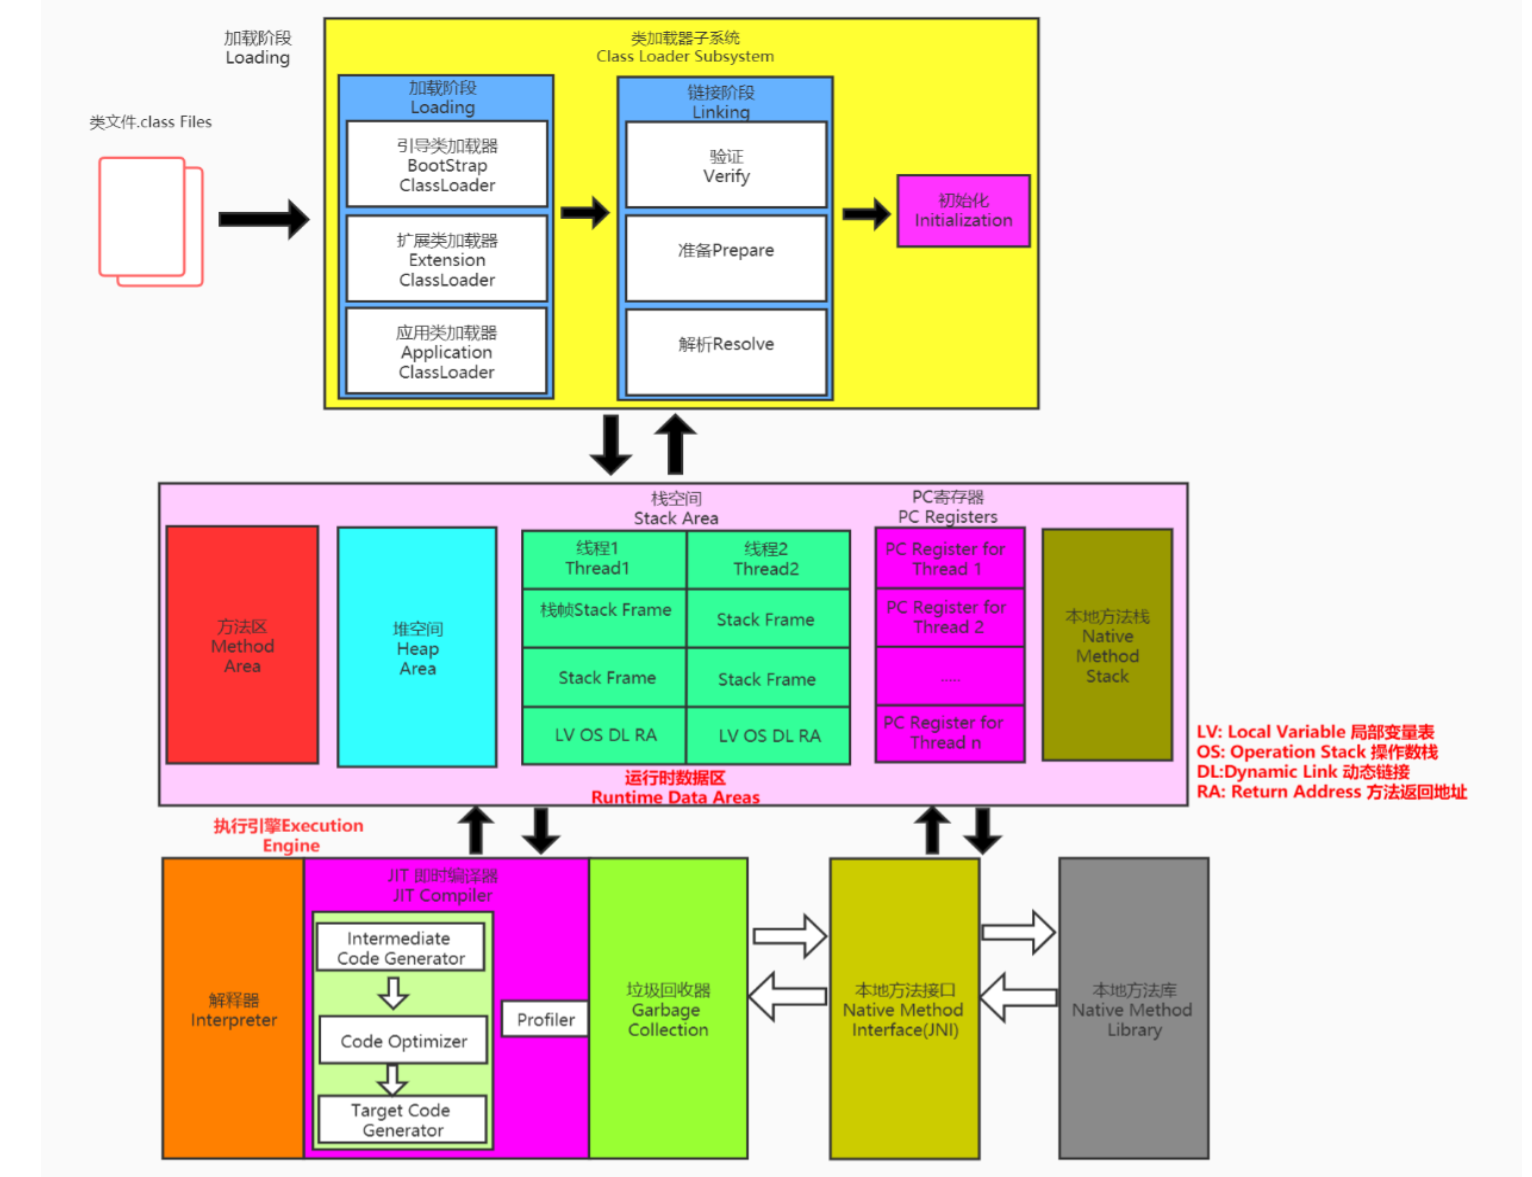 加载阶段
Loading
类文件.class Files
类加载器子系统
Class Loader Subsystem
加载阶段
Loading
引导类加载器
BootStrap
ClassLoader
扩展类加载器
Extension
ClassLoader
应用类加载器
Application
ClassLoader
链接阶段
Linking
验证
Verify
准备Prepare
解析Resolve
初始化
Initialization
方法区
Method
Area
堆空间
Heap
Area
栈空间
Stack Area
线程1
Thread1
线程2
Thread2
栈帧Stack Frame
Stack Frame
Stack Frame
Stack Frame
LV OS DL RA
LV OS DL RA
PC寄存器
PC Registers
PC Register for
Thread 1
PC Register for
Thread 2
.....
PC Register for
Thread n
本地方法栈
Native
Method
Stack
运行时数据区
Runtime Data Areas
LV: Local Variable 局部变量表
OS: Operation Stack 操作数栈
DL:Dynamic Link 动态链接
RA: Return Address 方法返回地址
执行引擎Execution
Engine
解释器
Interpreter
JIT 即时编译器
JIT Compiler
Intermediate
Code Generator
Code Optimizer
Target Code
Generator
Profiler
垃圾回收器
Garbage
Collection
本地方法接口
Native Method
Interface(JNI)
本地方法库
Native Method
Library